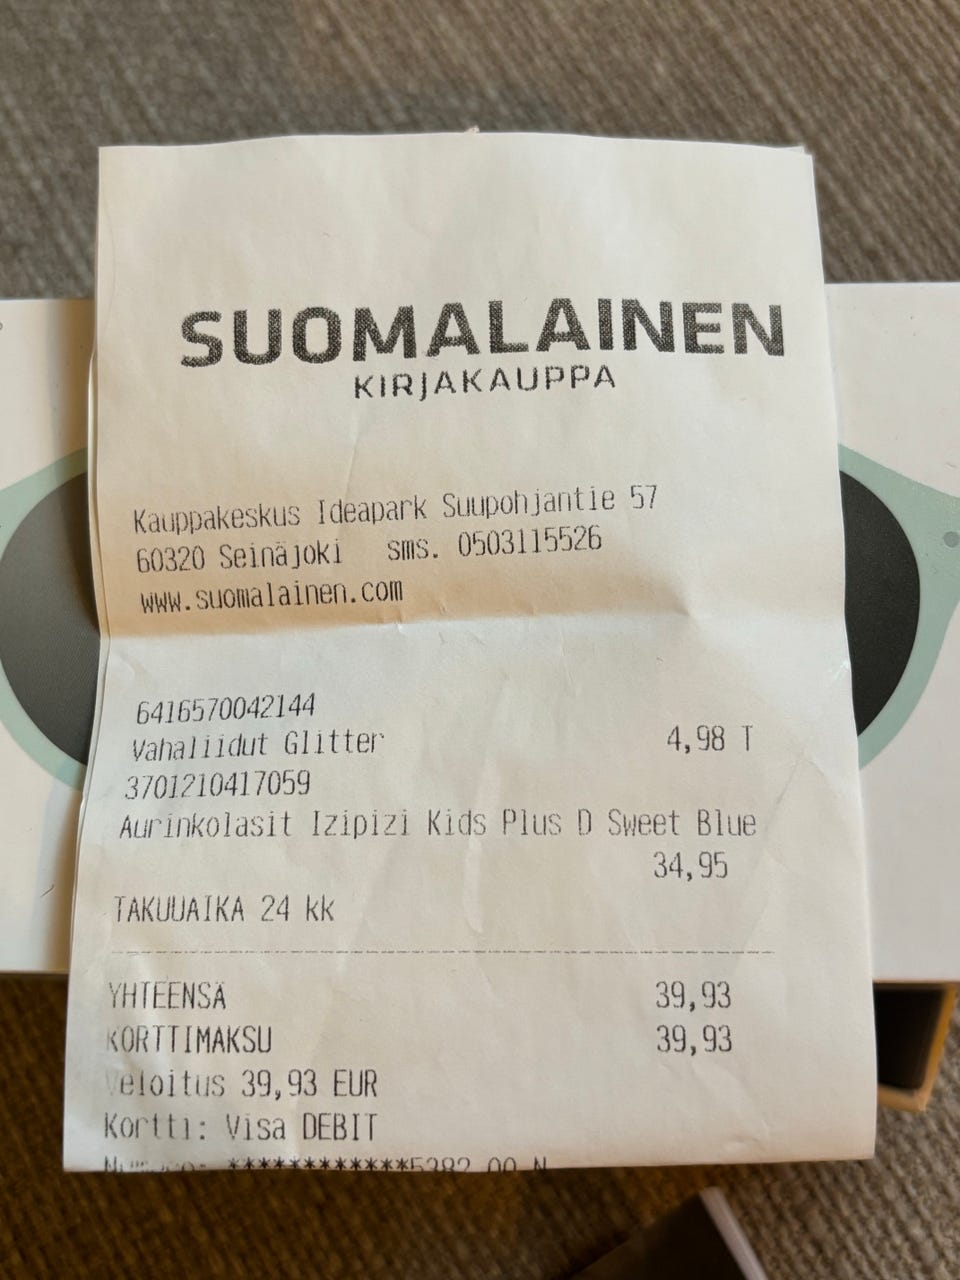 SUOMALAINEN
KIRJAKAUPPA
Kauppakeskus Ideapark Suupohjantie 57
60320 Seinäjoki sms. 0503115526
www.suomalainen.com
6416570042144
Vahaliidut Glitter 4,98 T
3701210417059
Aurinkolasit Izipizi Kids Plus D Sweet Blue
34,95
TAKUUAIKA 24 kk
YHTEENSÄ 39,93
KORTTIMAKSU 39,93
Veloitus 39,93 EUR
Kortti: Visa DEBIT
************5382 00 N